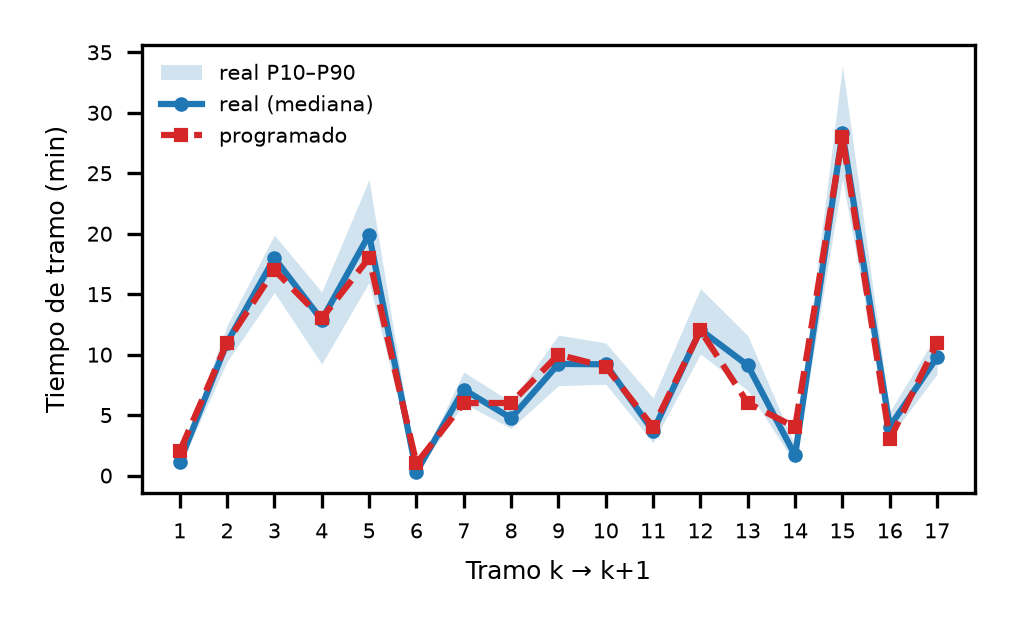 35
30
25
20
15
10
5
0
Tiempo de tramo (min)
real P10–P90
real (mediana)
programado
1 2 3 4 5 6 7 8 9 10 11 12 13 14 15 16 17
Tramo k → k+1